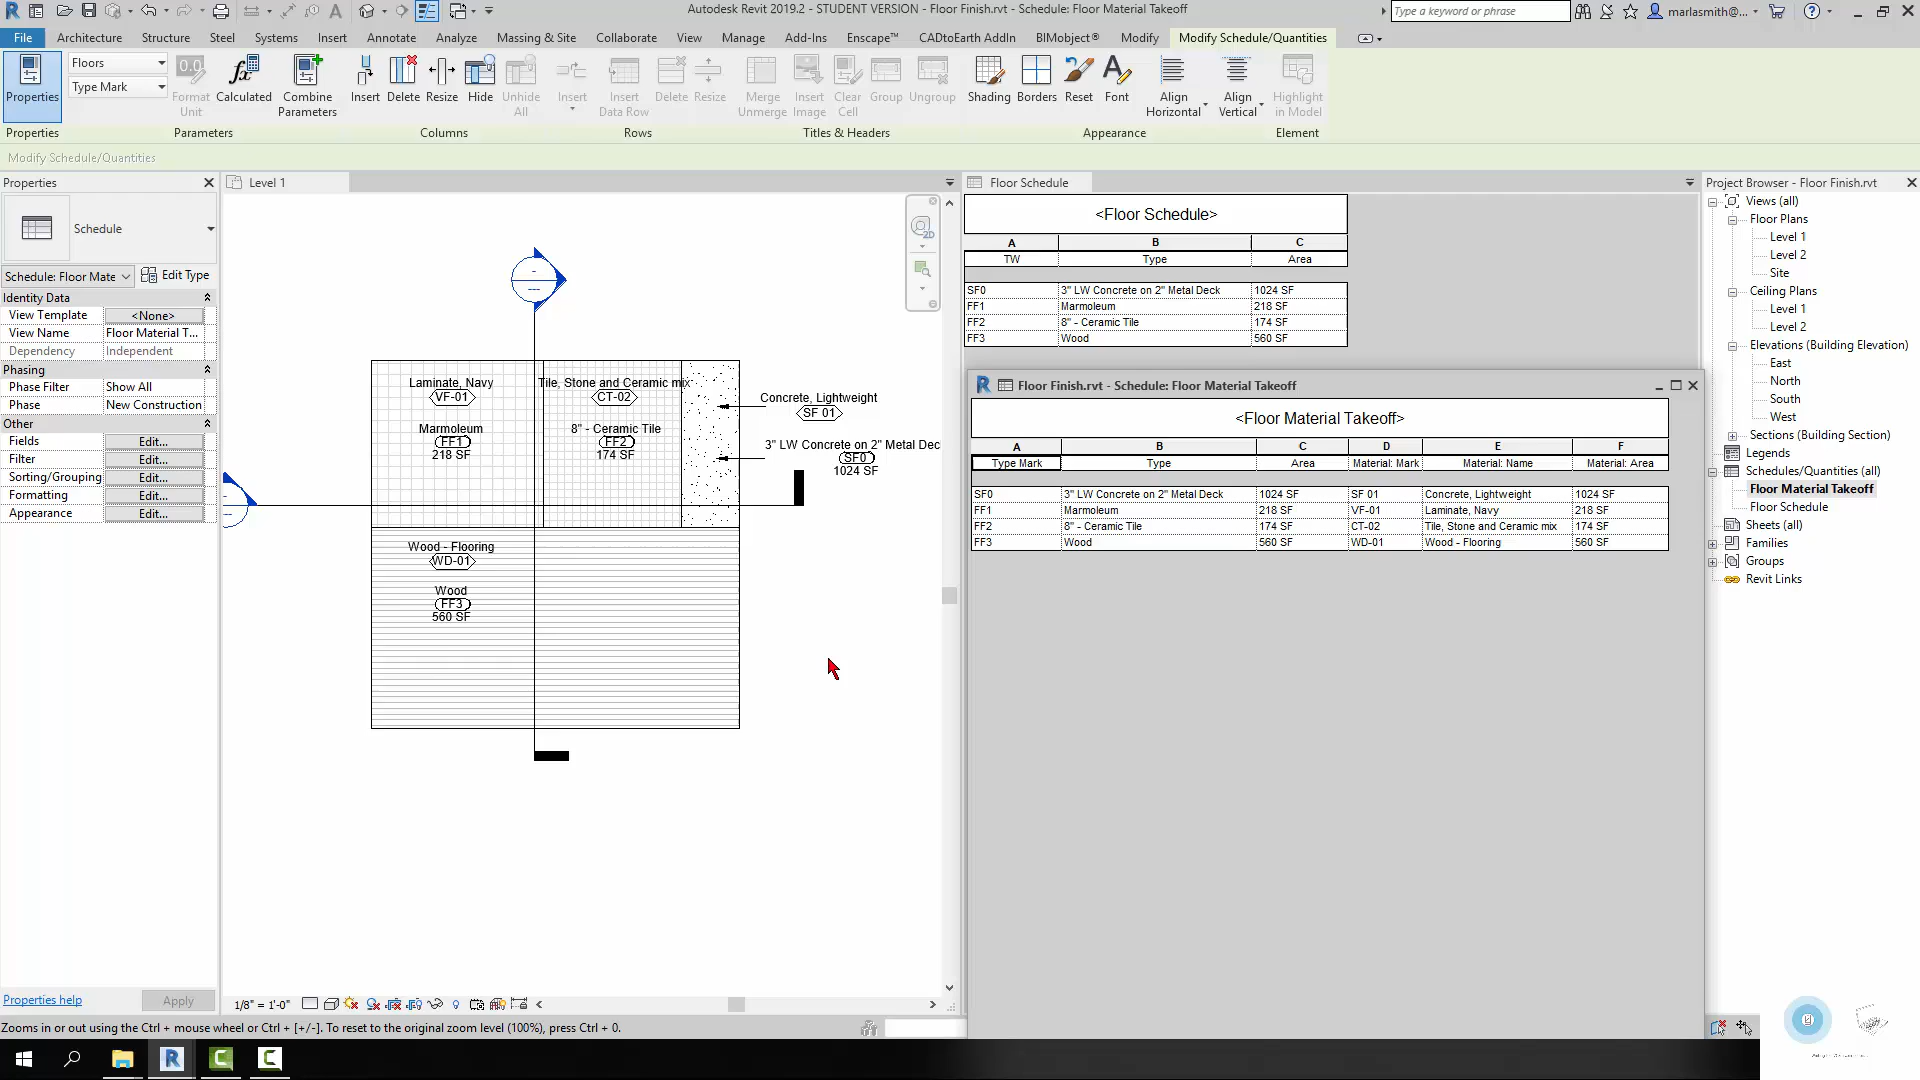 Autodesk Revit 2019.2 - STUDENT VERSION - Floor Finish.rvt - Schedule: Floor Material Takeoff
Type a keyword or phrase
marlasmith@...
File Architecture Structure Steel Systems Insert Annotate Analyze Massing & Site Collaborate View Manage Add-Ins Enscape™ CADtoEarth AddIn BIMobject® Modify Modify Schedule/Quantities
Floors
Type Mark
Properties
Format Unit
Calculated
Combine Parameters
Insert Delete Resize Hide Unhide All
Insert
Insert Data Row
Delete Resize
Merge Unmerge
Insert Image
Clear Cell
Group Ungroup
Shading Borders Reset Font
Align Horizontal
Align Vertical
Highlight in Model
Properties Parameters Columns Rows Titles & Headers Appearance Element
Modify Schedule/Quantities
Properties
Schedule
Schedule: Floor Mate
Edit Type
Identity Data
View Template <None>
View Name Floor Material T...
Dependency Independent
Phasing
Phase Filter Show All
Phase New Construction
Other
Fields Edit...
Filter Edit...
Sorting/Grouping Edit...
Formatting Edit...
Appearance Edit...
Properties help
Apply
Level 1
2D
Laminate, Navy
VF-01
Marmoleum
FF1
218 SF
Tile, Stone and Ceramic mix
CT-02
8" - Ceramic Tile
FF2
174 SF
Concrete, Lightweight
SF 01
3" LW Concrete on 2" Metal Dec
SF0
1024 SF
Wood - Flooring
WD-01
Wood
FF3
560 SF
1/8" = 1'-0"
Floor Schedule
<Floor Schedule>
A B C
TW Type Area
SF0 3" LW Concrete on 2" Metal Deck 1024 SF
FF1 Marmoleum 218 SF
FF2 8" - Ceramic Tile 174 SF
FF3 Wood 560 SF
Floor Finish.rvt - Schedule: Floor Material Takeoff
<Floor Material Takeoff>
A B C D E F
Type Mark Type Area Material: Mark Material: Name Material: Area
SF0 3" LW Concrete on 2" Metal Deck 1024 SF SF 01 Concrete, Lightweight 1024 SF
FF1 Marmoleum 218 SF VF-01 Laminate, Navy 218 SF
FF2 8" - Ceramic Tile 174 SF CT-02 Tile, Stone and Ceramic mix 174 SF
FF3 Wood 560 SF WD-01 Wood - Flooring 560 SF
Project Browser - Floor Finish.rvt
Views (all)
Floor Plans
Level 1
Level 2
Site
Ceiling Plans
Level 1
Level 2
Elevations (Building Elevation)
East
North
South
West
Sections (Building Section)
Legends
Schedules/Quantities (all)
Floor Material Takeoff
Floor Schedule
Sheets (all)
Families
Groups
Revit Links
Zooms in or out using the Ctrl + mouse wheel or Ctrl + [+/-]. To reset to the original zoom level (100%), press Ctrl + 0.